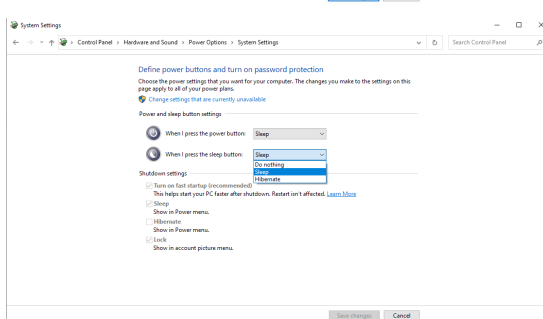 System Settings
Control Panel > Hardware and Sound > Power Options > System Settings
Search Control Panel
Define power buttons and turn on password protection
Choose the power settings that you want for your computer. The changes you make to the settings on this
page apply to all of your power plans.
Change settings that are currently unavailable
Power and sleep button settings
When I press the power button: Sleep
When I press the sleep button: Sleep
Do nothing
Sleep
Hibernate
Shutdown settings
Turn on fast startup (recommended)
This helps start your PC faster after shutdown. Restart isn't affected. Learn More
Sleep
Show in Power menu.
Hibernate
Show in Power menu.
Lock
Show in account picture menu.
Save changes Cancel